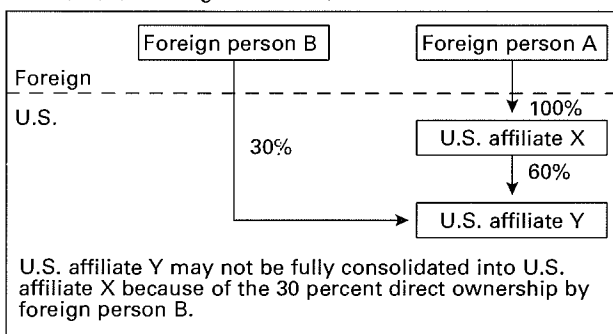 Foreign person B
Foreign person A
Foreign
U.S.
100%
U.S. affiliate X
30%
60%
U.S. affiliate Y
U.S. affiliate Y may not be fully consolidated into U.S.
affiliate X because of the 30 percent direct ownership by
foreign person B.